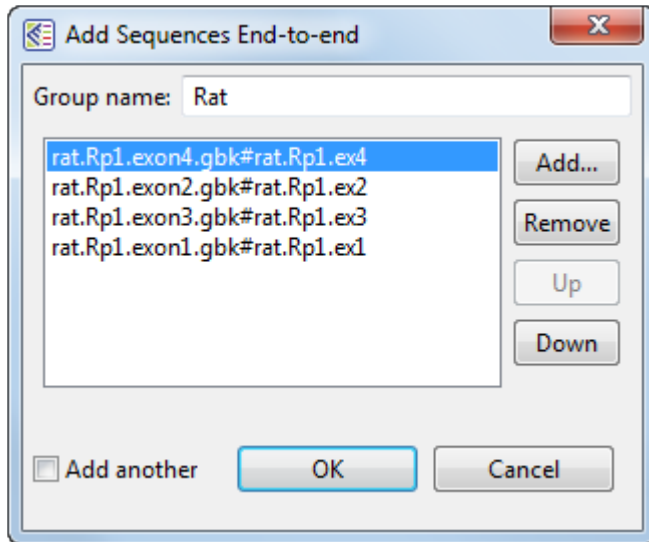 Add Sequences End-to-end
Group name: Rat
rat.Rp1.exon4.gbk#rat.Rp1.ex4
rat.Rp1.exon2.gbk#rat.Rp1.ex2
rat.Rp1.exon3.gbk#rat.Rp1.ex3
rat.Rp1.exon1.gbk#rat.Rp1.ex1
Add...
Remove
Up
Down
Add another
OK
Cancel